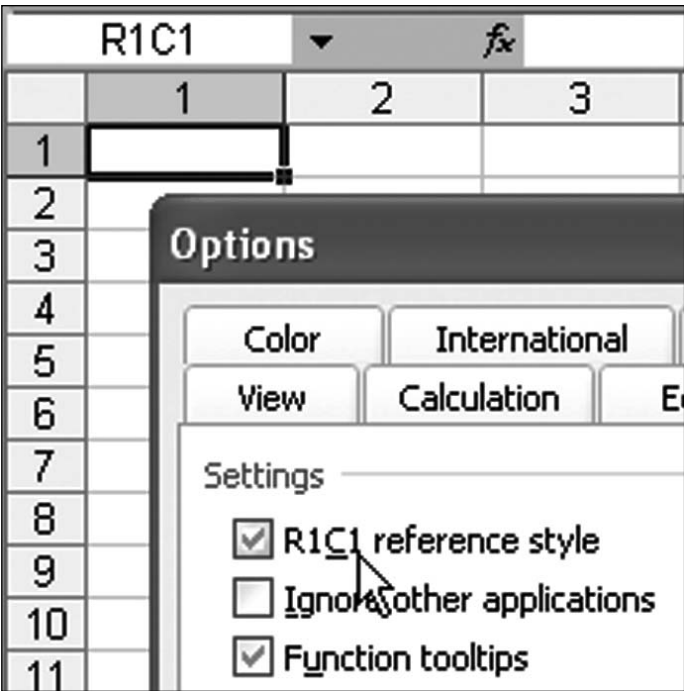 R1C1 fx
1 2 3
1
2
3
Options
4
Color International
5
View Calculation
6
7
Settings
8
R1C1 reference style
9
Ignore other applications
10
Function tooltips
11